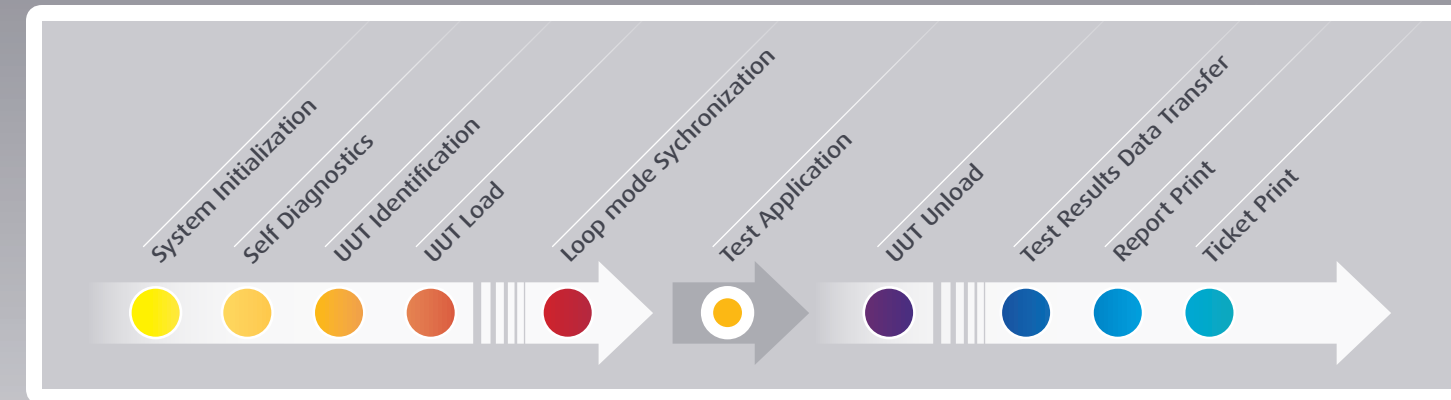 System Initialization
Self Diagnostics
UUT Identification
UUT Load
Loop mode Sychronization
Test Application
UUT Unload
Test Results Data Transfer
Report Print
Ticket Print